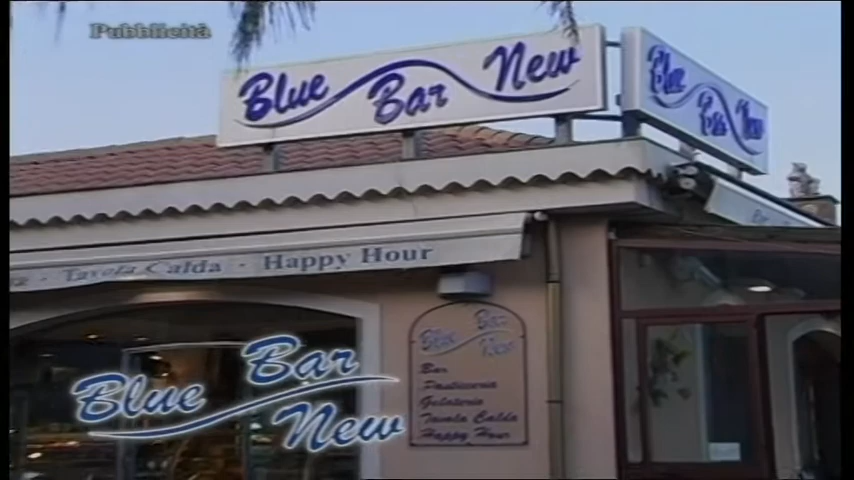 Pubblicità
Blue Bar New
Blue Bar New
Tavola Calda - Happy Hour
Blue Bar New
Bar
Pasticceria
Gelateria
Tavola Calda
Happy Hour
Blue Bar New